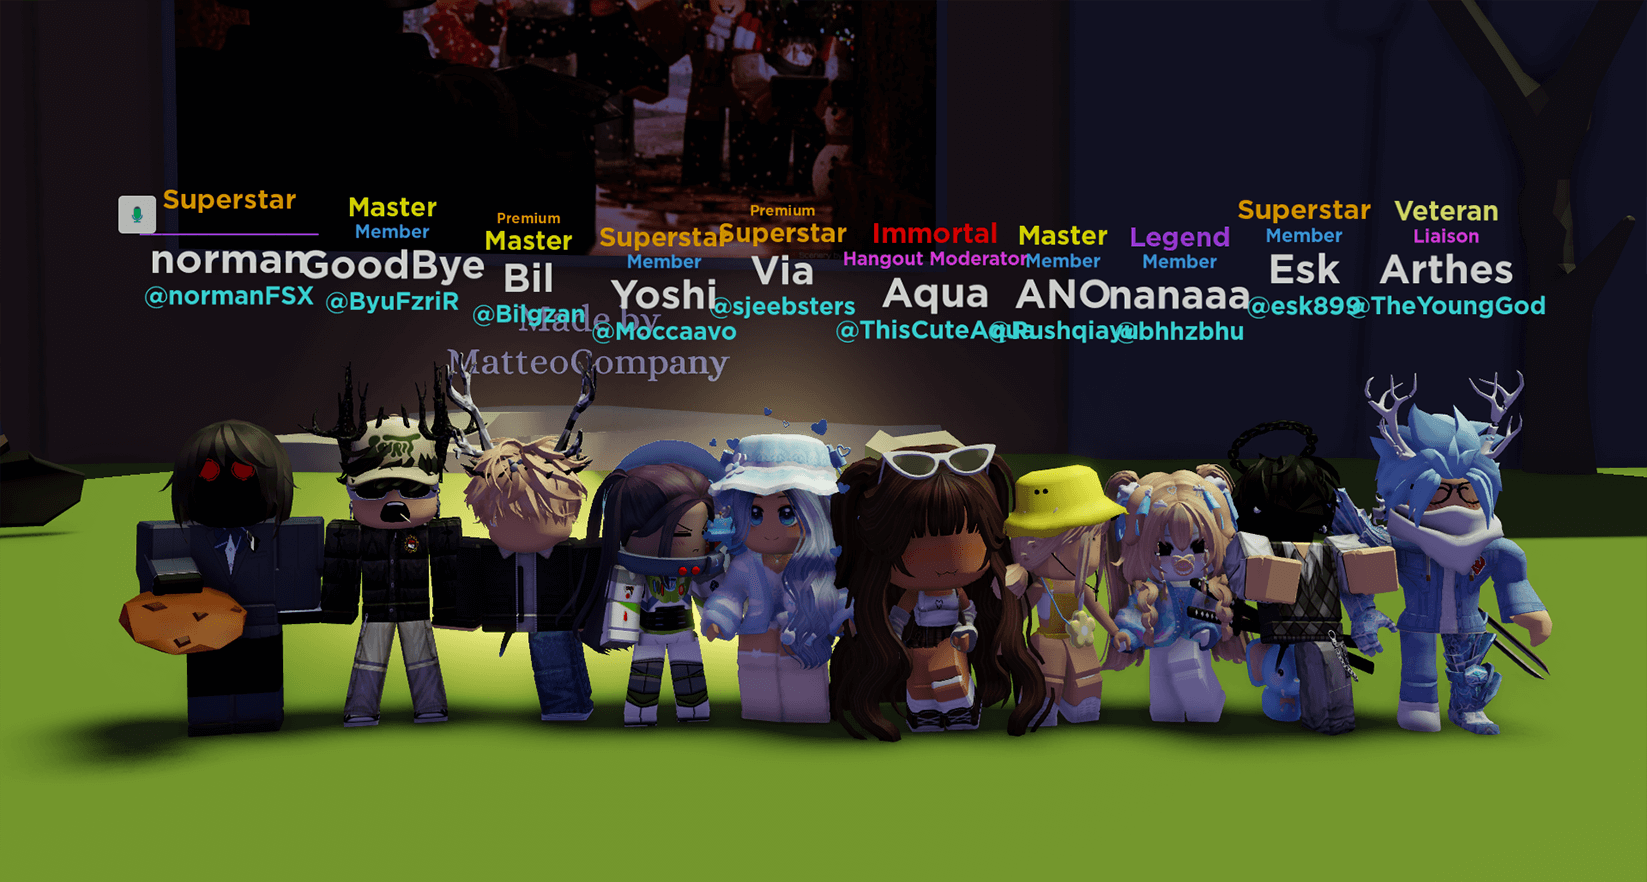 Superstar
norman
@normanFSX
Master
Member
GoodBye
@ByuFzriR
Premium
Master
Bil
@Bilgzan
Superstar
Member
Yoshi
@Moccaavo
Premium
Superstar
Via
@sjeebsters
Immortal
Hangout Moderator
Aqua
@ThisCuteAqua
Master
Member
ANO
@Rushqiayu
Legend
Member
nanaaa
@ubhhzbhu
Superstar
Member
Esk
@esk899
Veteran
Liaison
Arthes
@TheYoungGod
Made by
MatteoCompany